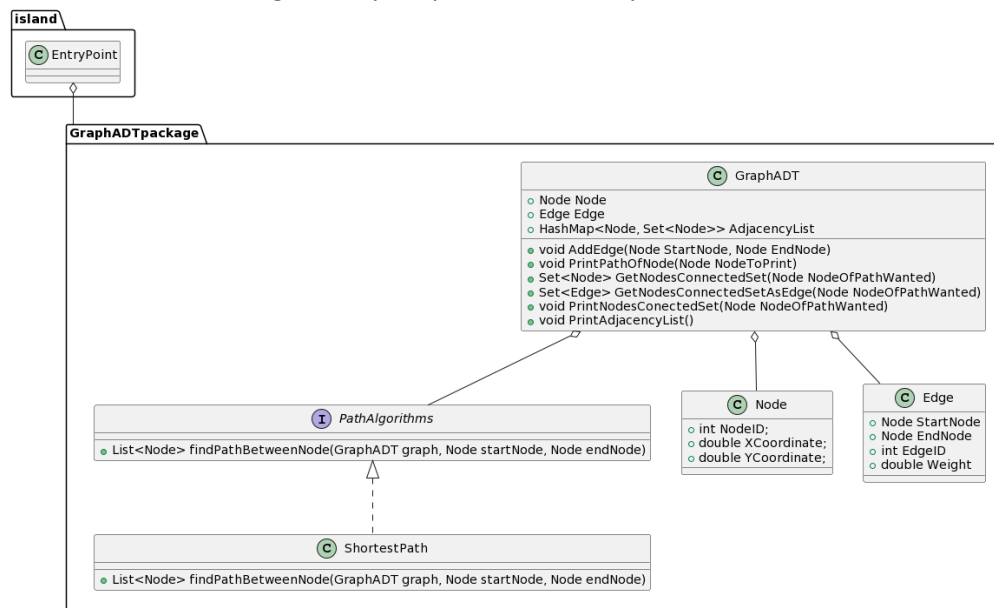 island
C EntryPoint
GraphADTpackage
C GraphADT
Node Node
Edge Edge
HashMap<Node, Set<Node>> AdjacencyList
void AddEdge(Node StartNode, Node EndNode)
void PrintPathOfNode(Node NodeToPrint)
Set<Node> GetNodesConnectedSet(Node NodeOfPathWanted)
Set<Edge> GetNodesConnectedSetAsEdge(Node NodeOfPathWanted)
void PrintNodesConectedSet(Node NodeOfPathWanted)
void PrintAdjacencyList()
I PathAlgorithms
List<Node> findPathBetweenNode(GraphADT graph, Node startNode, Node endNode)
C Node
int NodeID;
double XCoordinate;
double YCoordinate;
C Edge
Node StartNode
Node EndNode
int EdgeID
double Weight
C ShortestPath
List<Node> findPathBetweenNode(GraphADT graph, Node startNode, Node endNode)